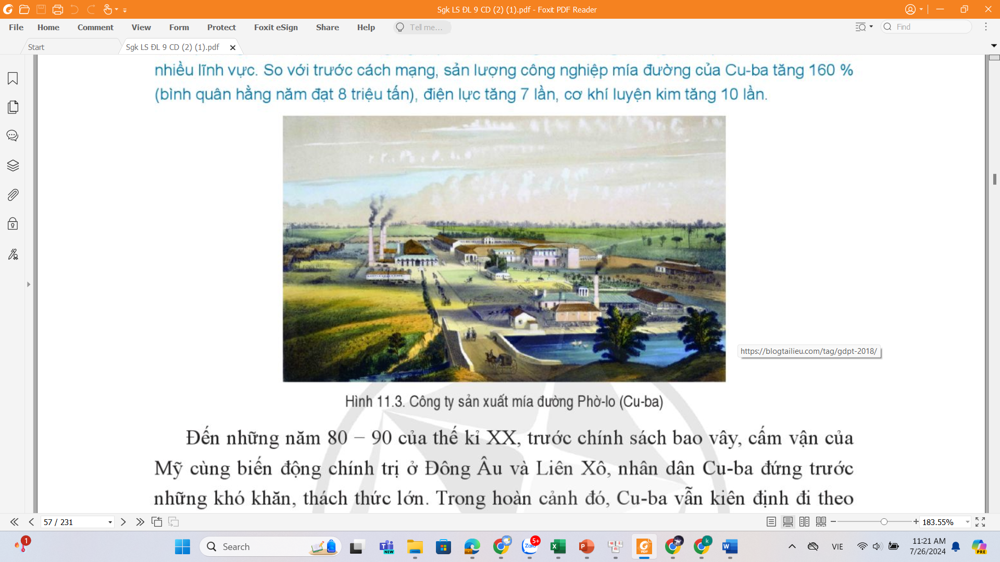 Sgk LS ĐL 9 CD (2) (1).pdf - Foxit PDF Reader
File Home Comment View Form Protect Foxit eSign Share Help Tell me... Find
Start Sgk LS ĐL 9 CD (2) (1).pdf
nhiều lĩnh vực. So với trước cách mạng, sản lượng công nghiệp mía đường của Cu-ba tăng 160 %
(bình quân hằng năm đạt 8 triệu tấn), điện lực tăng 7 lần, cơ khí luyện kim tăng 10 lần.
https://blogtailieu.com/tag/gdpt-2018/
Hình 11.3. Công ty sản xuất mía đường Phờ-lo (Cu-ba)
Đến những năm 80 – 90 của thế kỉ XX, trước chính sách bao vây, cấm vận của
Mỹ cùng biến động chính trị ở Đông Âu và Liên Xô, nhân dân Cu-ba đứng trước
những khó khăn, thách thức lớn. Trong hoàn cảnh đó, Cu-ba vẫn kiên định đi theo
57 / 231 183.55%
1 Search NEW 5+ Zalo PDF k VIE 11:21 AM PRE
7/26/2024